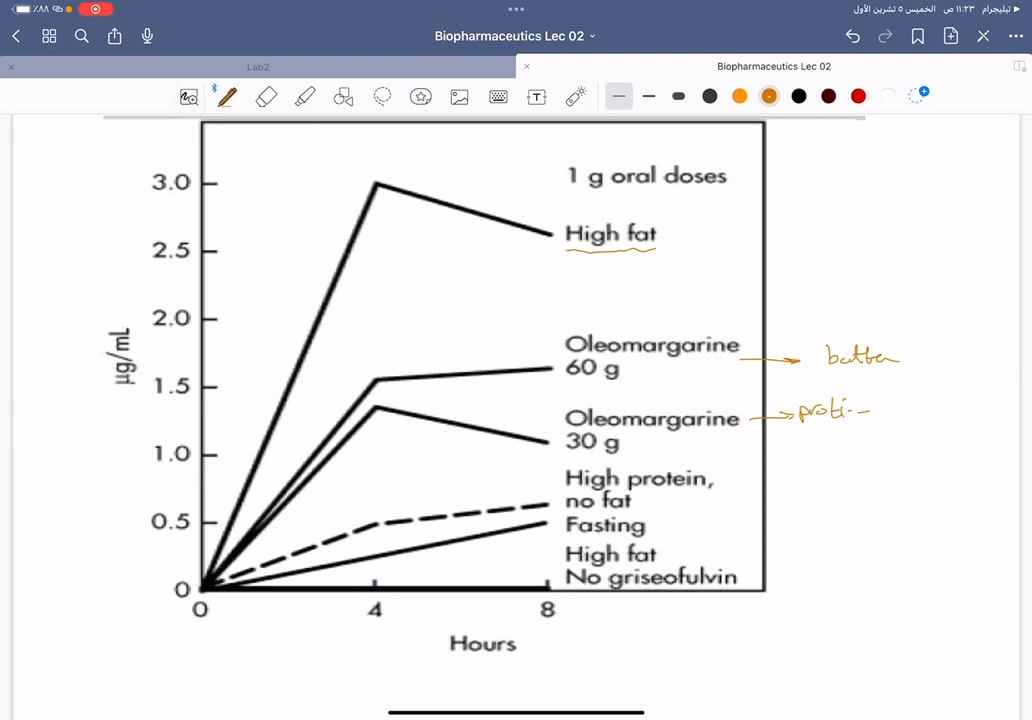 ٪٨٨
تيليجرام ١١:٢٣ ص الخميس ٥ تشرين الأول
Biopharmaceutics Lec 02
Lab2
Biopharmaceutics Lec 02
1 g oral doses
3.0
High fat
2.5
2.0
Oleomargarine
60 g
butter
µg/mL
1.5
Oleomargarine
30 g
1.0
High protein,
no fat
0.5
Fasting
High fat
No griseofulvin
0
0 4 8
Hours